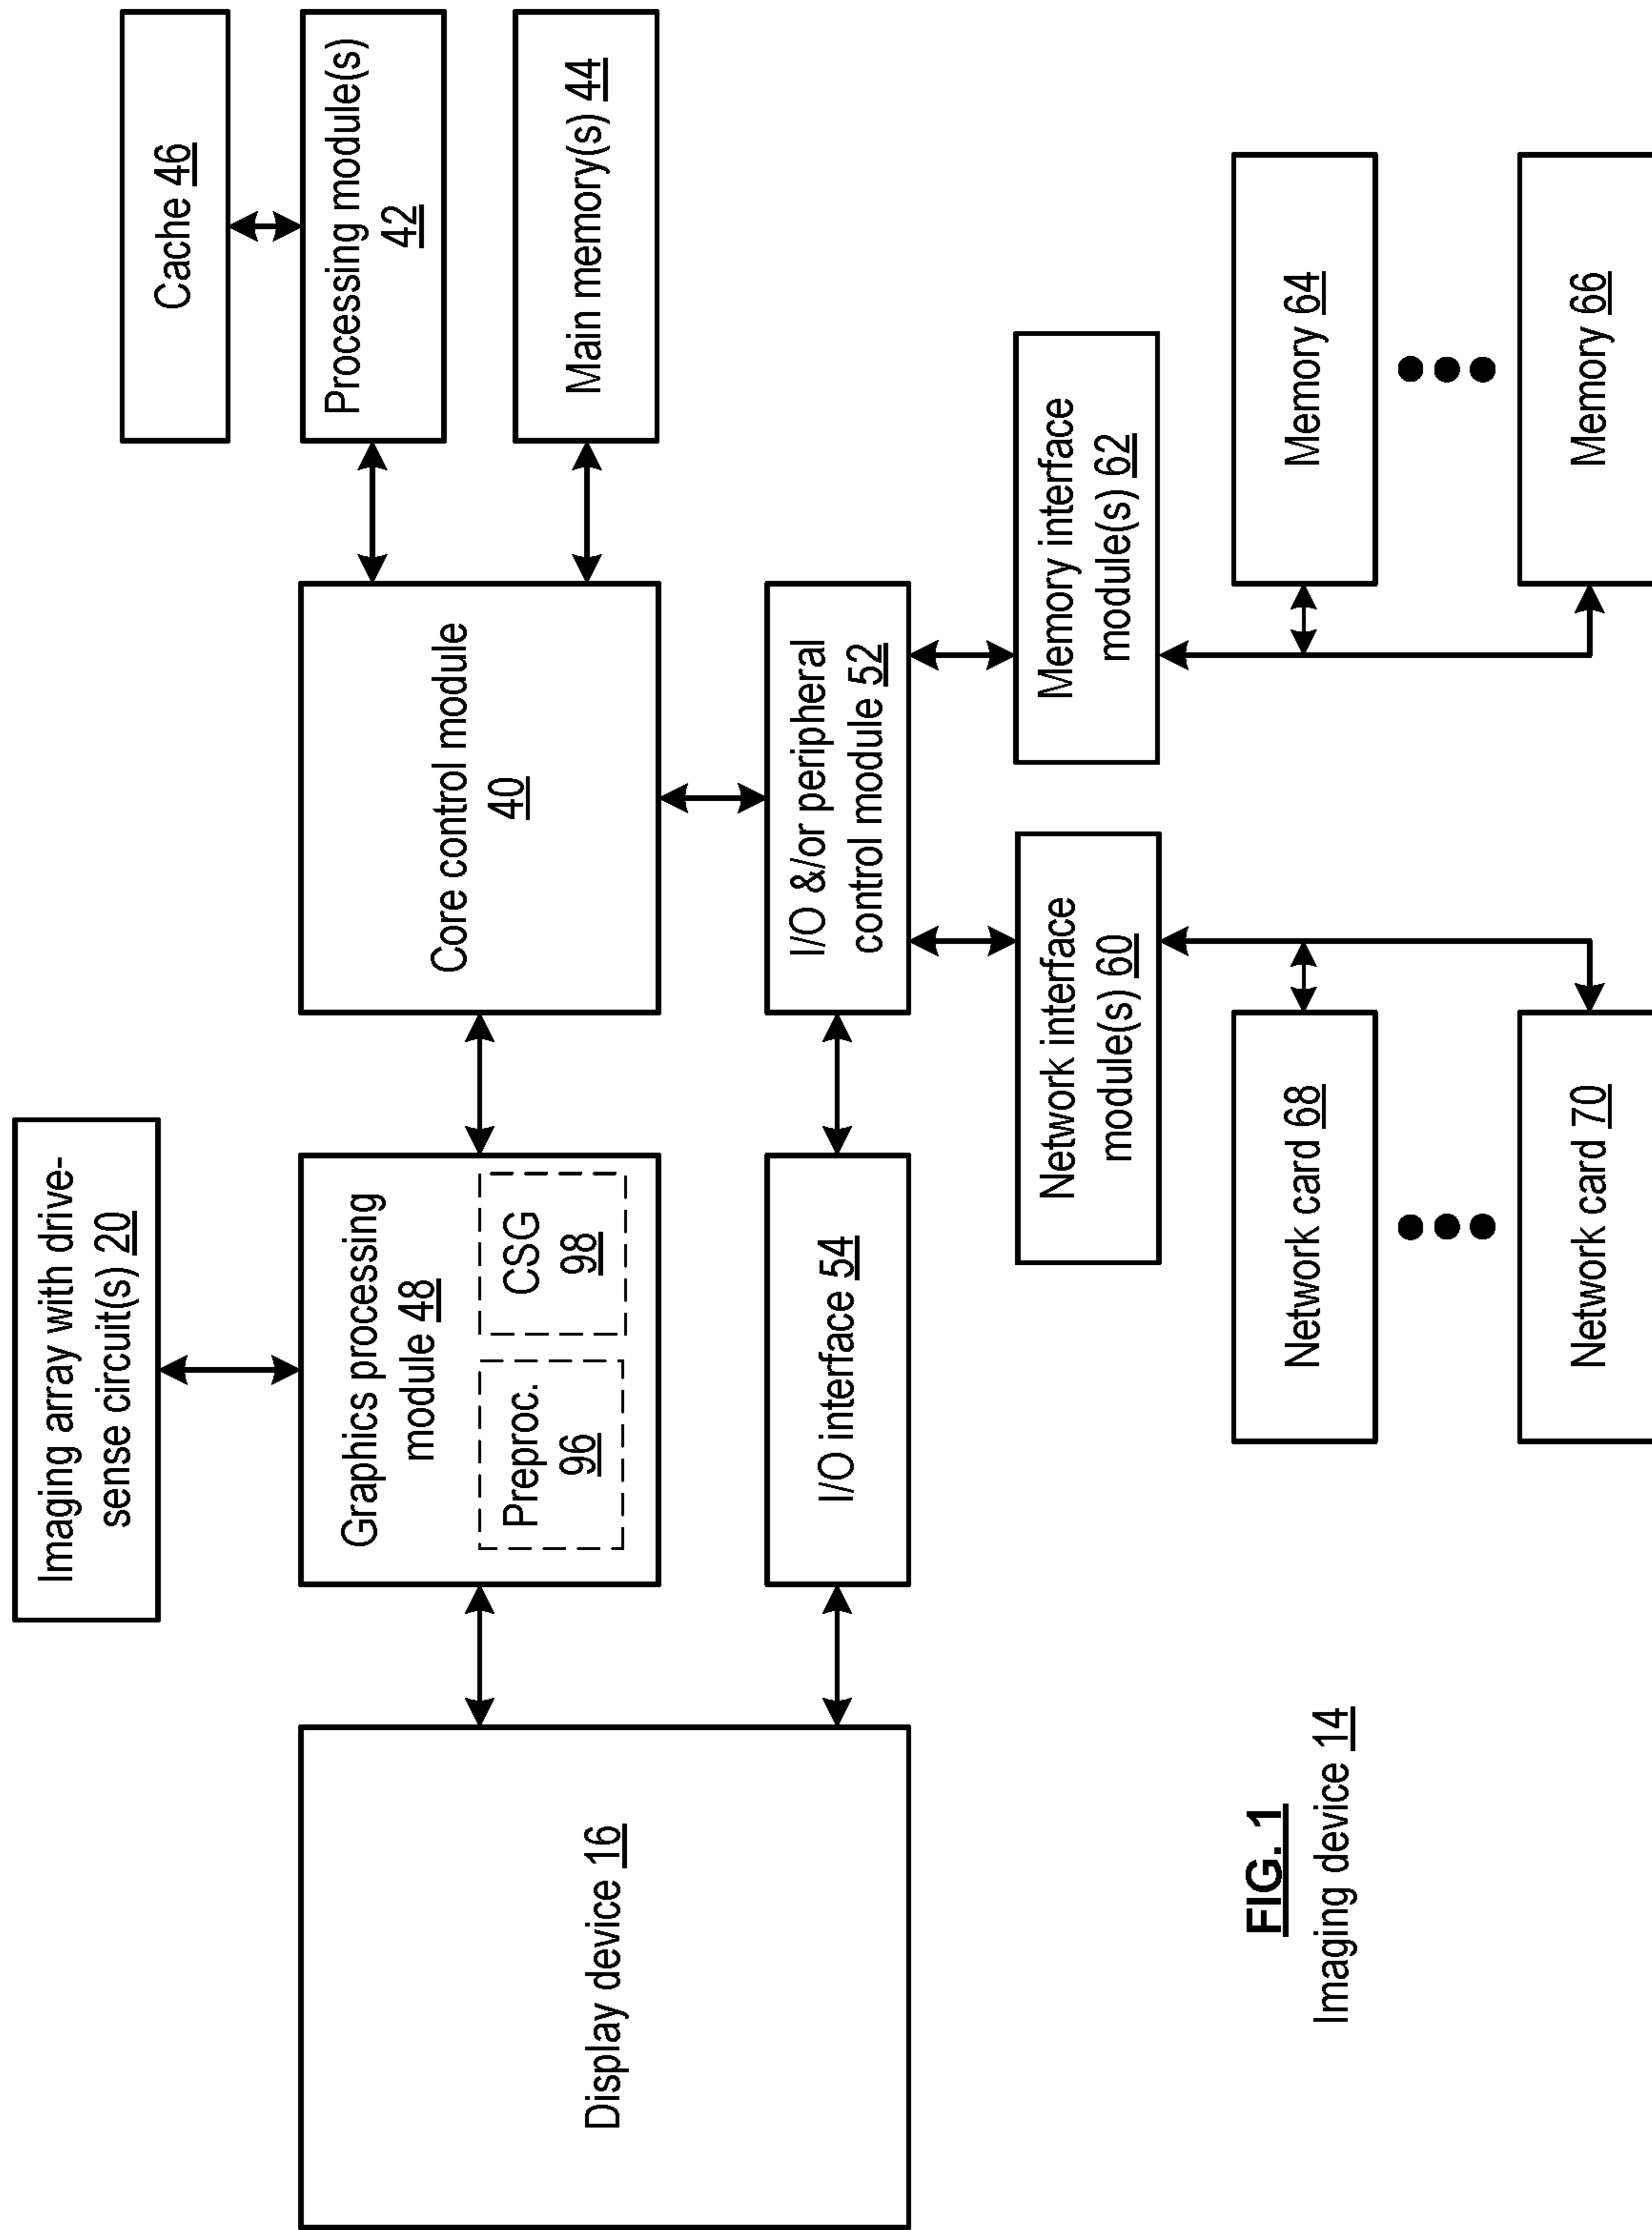 Imaging array with drive-
sense circuit(s) 20
Cache 46
Display device 16
Graphics processing
module 48
Preproc.
96
CSG
98
Core control module
40
Processing module(s)
42
Main memory(s) 44
I/O interface 54
I/O &/or peripheral
control module 52
Network interface
module(s) 60
Memory interface
module(s) 62
Network card 68
Memory 64
Network card 70
Memory 66
FIG. 1
Imaging device 14